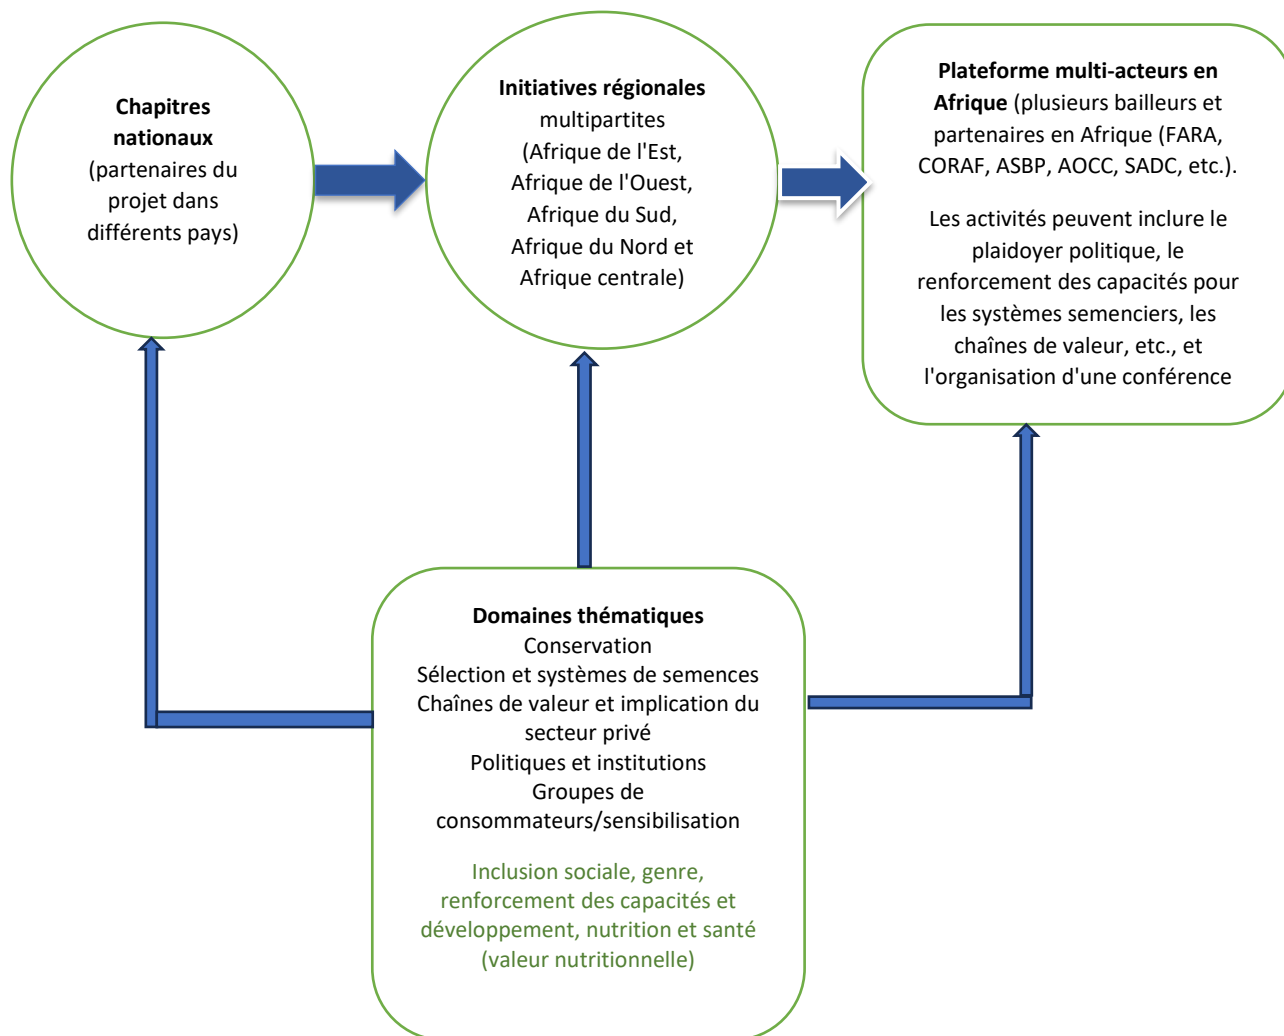 Chapitres
nationaux
(partenaires du
projet dans
différents pays)
Initiatives régionales
multipartites
(Afrique de l'Est,
Afrique de l'Ouest,
Afrique du Sud,
Afrique du Nord et
Afrique centrale)
Plateforme multi-acteurs en
Afrique (plusieurs bailleurs et
partenaires en Afrique (FARA,
CORAF, ASBP, AOCC, SADC, etc.).
Les activités peuvent inclure le
plaidoyer politique, le
renforcement des capacités pour
les systèmes semenciers, les
chaînes de valeur, etc., et
l'organisation d'une conférence
Domaines thématiques
Conservation
Sélection et systèmes de semences
Chaînes de valeur et implication du
secteur privé
Politiques et institutions
Groupes de
consommateurs/sensibilisation
Inclusion sociale, genre,
renforcement des capacités et
développement, nutrition et santé
(valeur nutritionnelle)